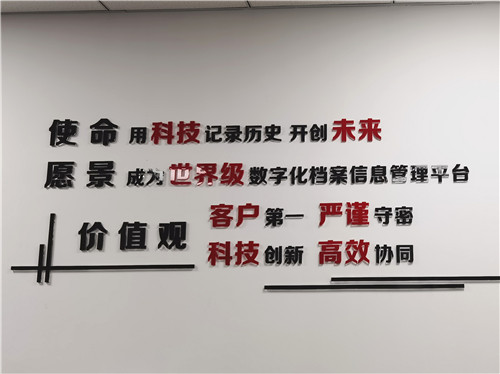 使命 用科技记录历史 开创未来
愿景 成为世界级数字化档案信息管理平台
价值观
客户第一 严谨守密
科技创新 高效协同